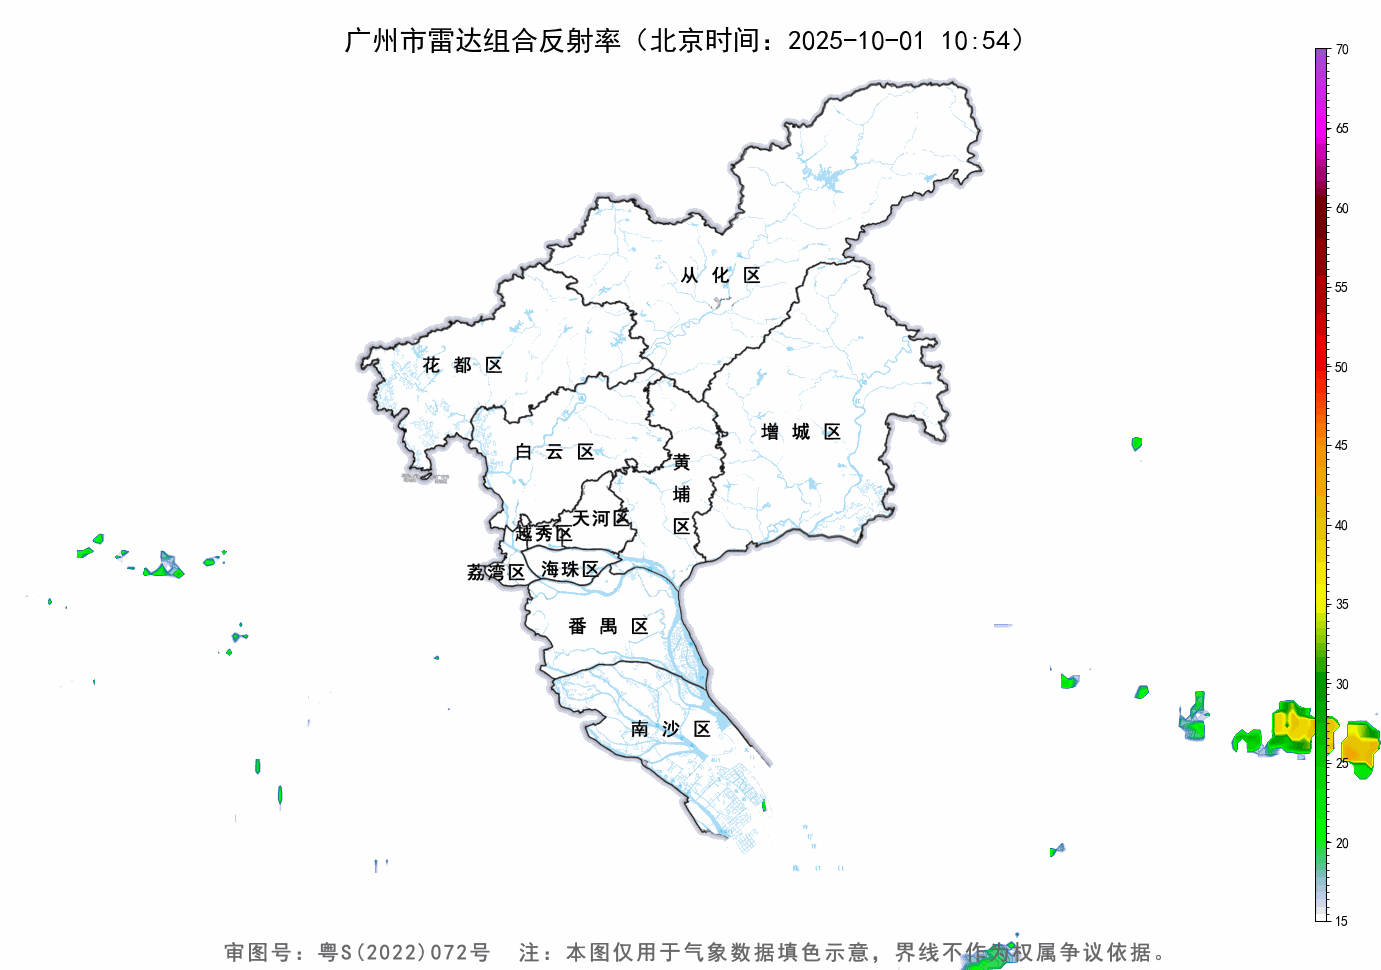 广州市雷达组合反射率（北京时间：2025-10-01 10:54）
70
65
60
55
50
45
40
35
30
25
20
15
从化区
花都区
增城区
白云区
黄埔区
天河区
越秀区
海珠区
荔湾区
番禺区
南沙区
审图号：粤S(2022)072号 注：本图仅用于气象数据填色示意，界线不作为权属争议依据。